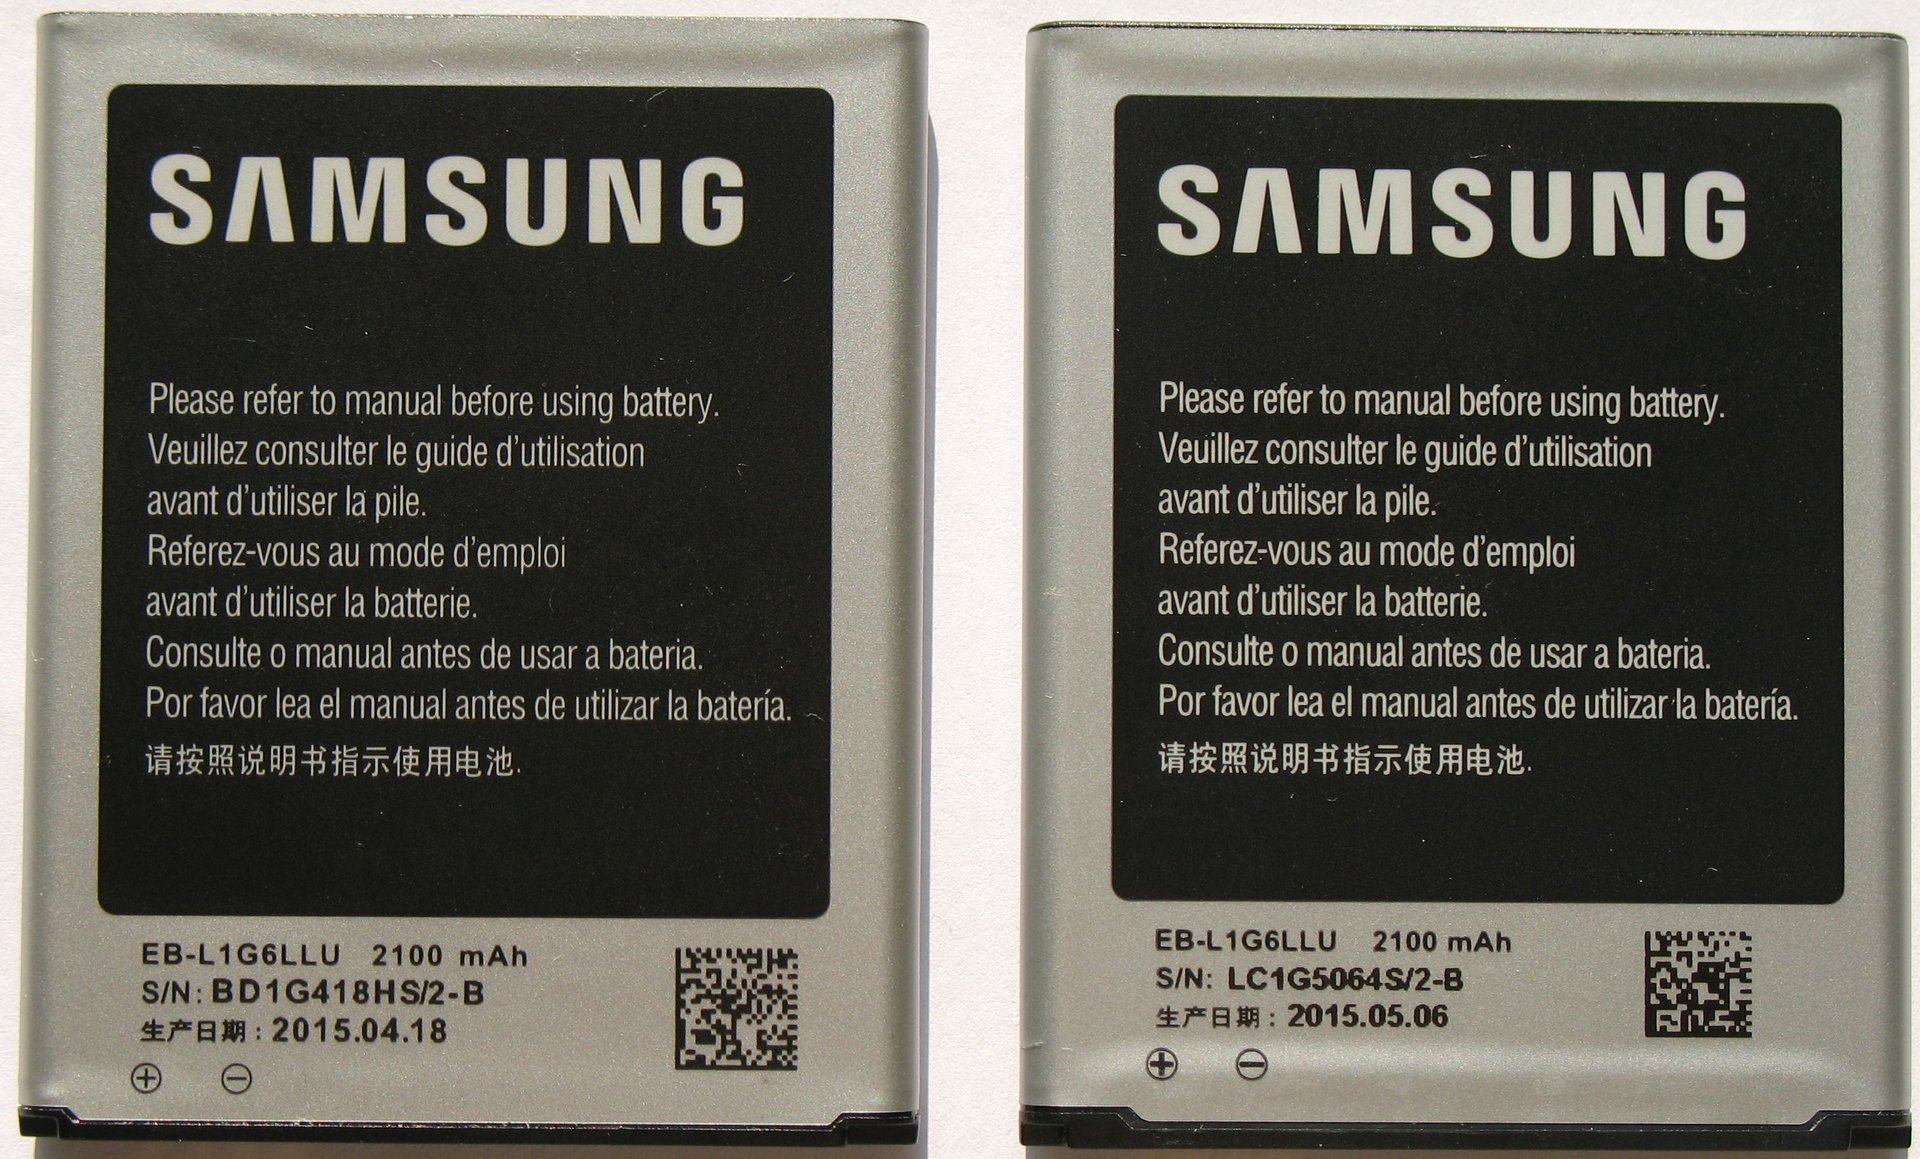 SAMSUNG
Please refer to manual before using battery.
Veuillez consulter le guide d'utilisation
avant d'utiliser la pile.
Referez-vous au mode d'emploi
avant d'utiliser la batterie.
Consulte o manual antes de usar a bateria.
Por favor lea el manual antes de utilizar la batería.
请按照说明书指示使用电池.
EB-L1G6LLU 2100 mAh
S/N: BD1G418HS/2-B
生产日期: 2015.04.18
SAMSUNG
Please refer to manual before using battery.
Veuillez consulter le guide d'utilisation
avant d'utiliser la pile.
Referez-vous au mode d'emploi
avant d'utiliser la batterie.
Consulte o manual antes de usar a bateria.
Por favor lea el manual antes de utilizar la batería.
请按照说明书指示使用电池.
EB-L1G6LLU 2100 mAh
S/N: LC1G5064S/2-B
生产日期: 2015.05.06